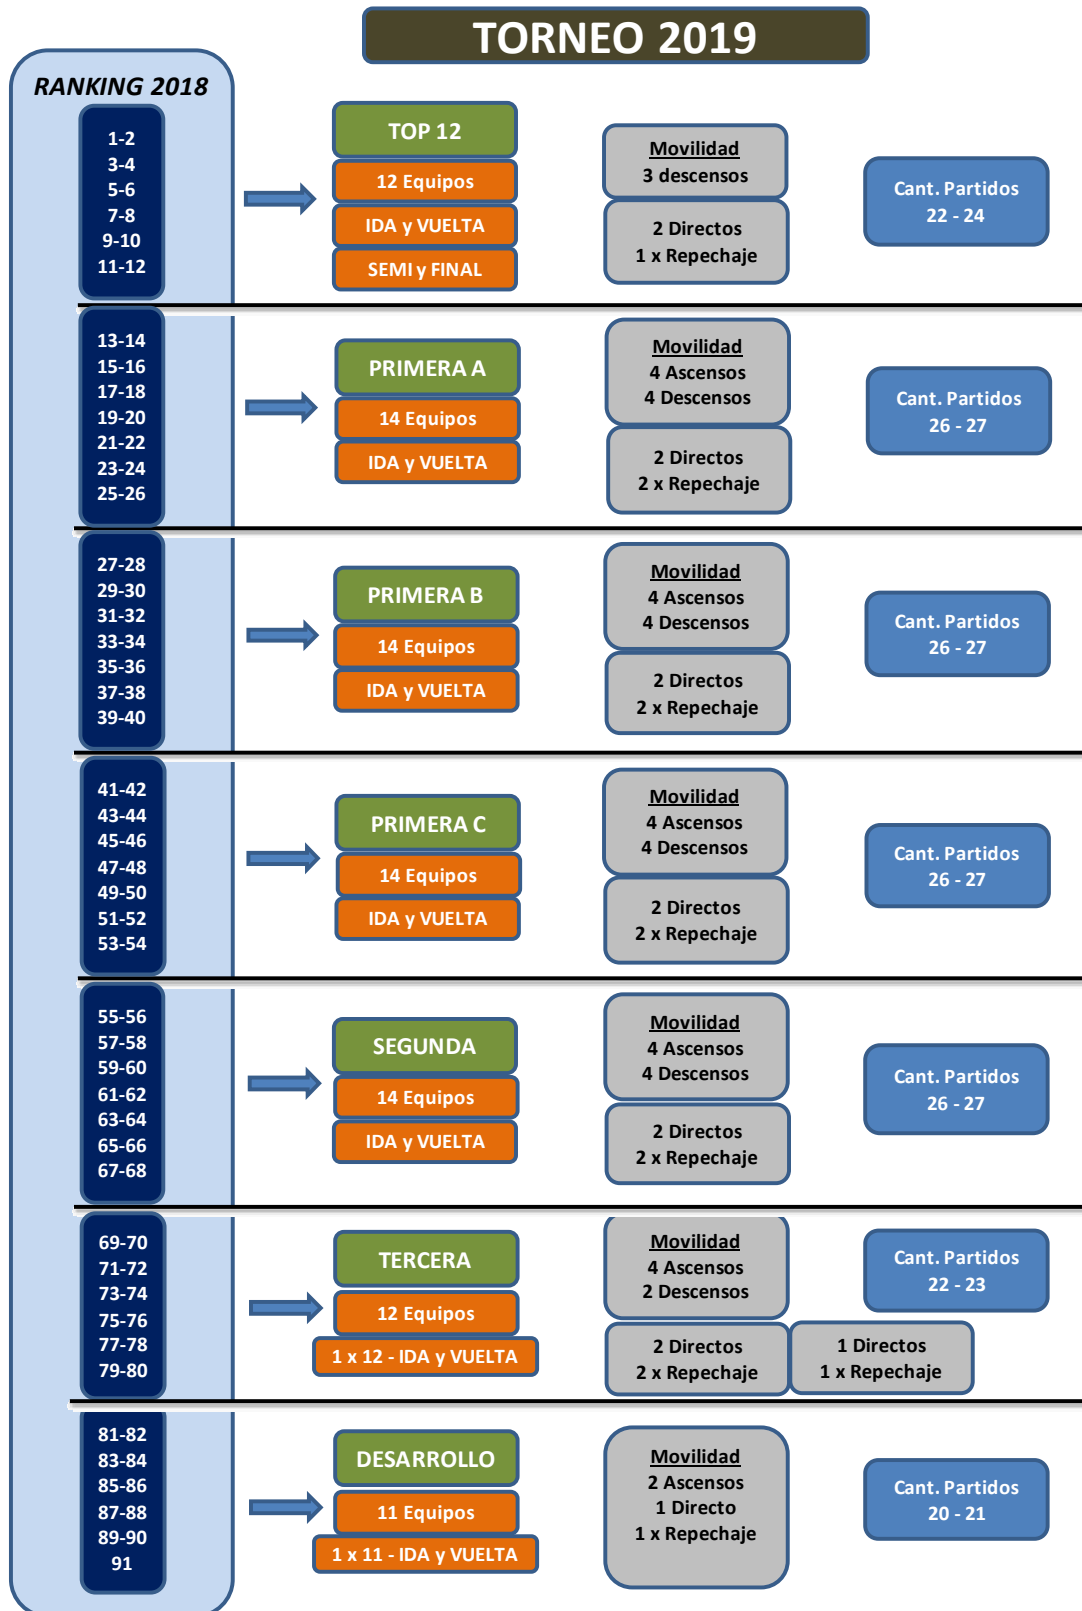 TORNEO 2019
RANKING 2018
1-2
3-4
5-6
7-8
9-10
11-12
TOP 12
12 Equipos
IDA y VUELTA
SEMI y FINAL
Movilidad
3 descensos
2 Directos
1 x Repechaje
Cant. Partidos
22 - 24
13-14
15-16
17-18
19-20
21-22
23-24
25-26
PRIMERA A
14 Equipos
IDA y VUELTA
Movilidad
4 Ascensos
4 Descensos
2 Directos
2 x Repechaje
Cant. Partidos
26 - 27
27-28
29-30
31-32
33-34
35-36
37-38
39-40
PRIMERA B
14 Equipos
IDA y VUELTA
Movilidad
4 Ascensos
4 Descensos
2 Directos
2 x Repechaje
Cant. Partidos
26 - 27
41-42
43-44
45-46
47-48
49-50
51-52
53-54
PRIMERA C
14 Equipos
IDA y VUELTA
Movilidad
4 Ascensos
4 Descensos
2 Directos
2 x Repechaje
Cant. Partidos
26 - 27
55-56
57-58
59-60
61-62
63-64
65-66
67-68
SEGUNDA
14 Equipos
IDA y VUELTA
Movilidad
4 Ascensos
4 Descensos
2 Directos
2 x Repechaje
Cant. Partidos
26 - 27
69-70
71-72
73-74
75-76
77-78
79-80
TERCERA
12 Equipos
1 x 12 - IDA y VUELTA
Movilidad
4 Ascensos
2 Descensos
2 Directos
2 x Repechaje
1 Directos
1 x Repechaje
Cant. Partidos
22 - 23
81-82
83-84
85-86
87-88
89-90
91
DESARROLLO
11 Equipos
1 x 11 - IDA y VUELTA
Movilidad
2 Ascensos
1 Directo
1 x Repechaje
Cant. Partidos
20 - 21